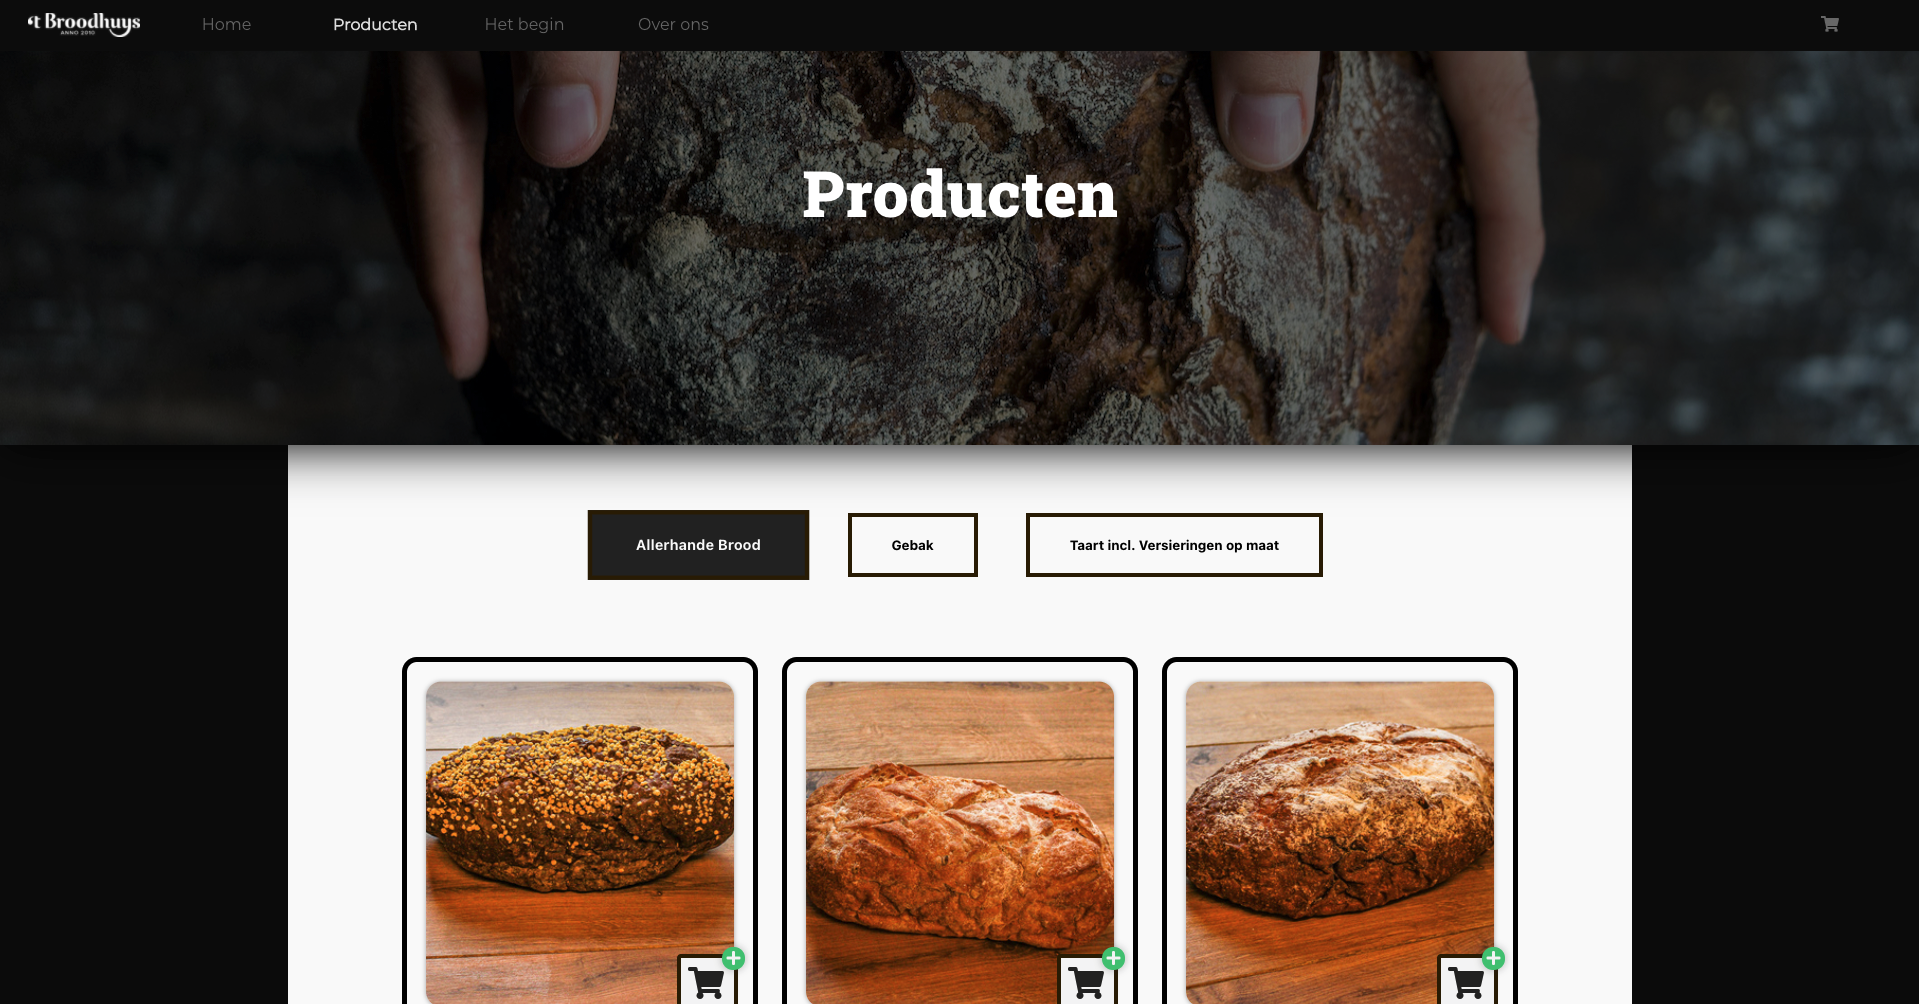 't Broodhuys
ANNO 2010
Home
Producten
Het begin
Over ons
Producten
Allerhande Brood
Gebak
Taart incl. Versieringen op maat